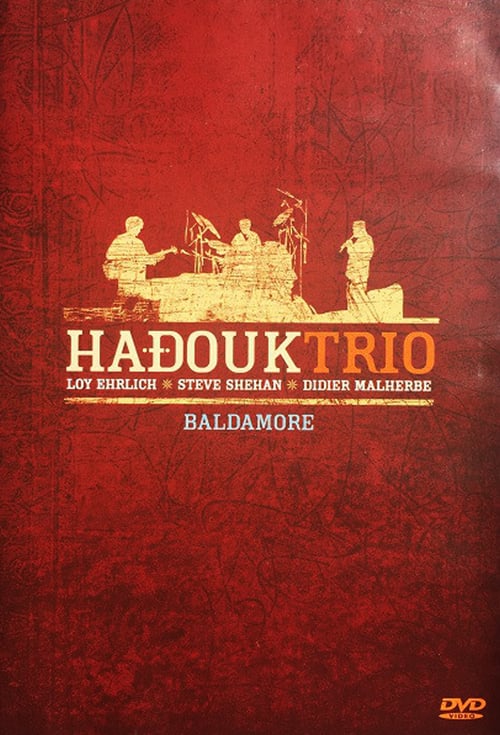 HAĐOUKTRIO
LOY EHRLICH ✷ STEVE SHEHAN ✷ DIDIER MALHERBE
BALDAMORE
DVD
VIDEO